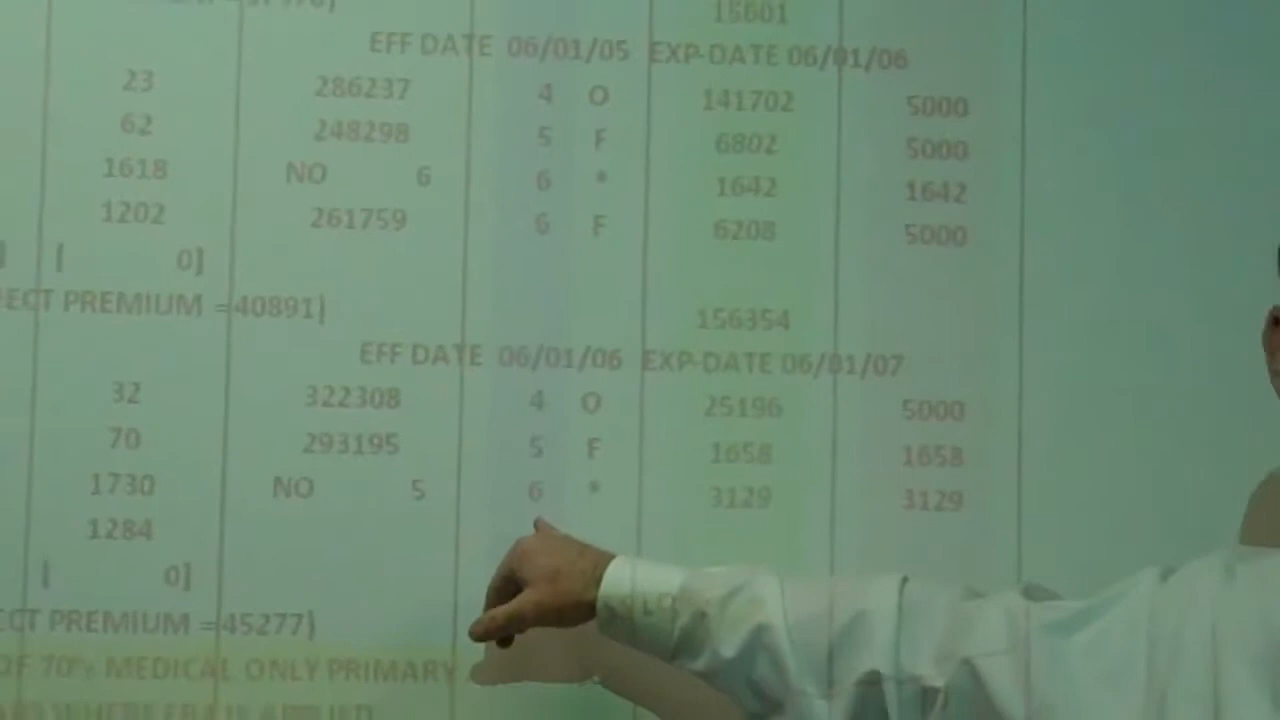 15601
EFF DATE 06/01/05 EXP-DATE 06/01/06
23 286237 4 O 141702 5000
62 248298 5 F 6802 5000
1618 NO 6 6 * 1642 1642
1202 261759 6 F 6208 5000
] [ 0]
ECT PREMIUM =40891) 156354
EFF DATE 06/01/06 EXP-DATE 06/01/07
32 322308 4 O 25196 5000
70 293195 5 F 1658 1658
1730 NO 5 6 * 3129 3129
1284
[ 0]
ECT PREMIUM =45277)
OF 70% MEDICAL ONLY PRIMARY